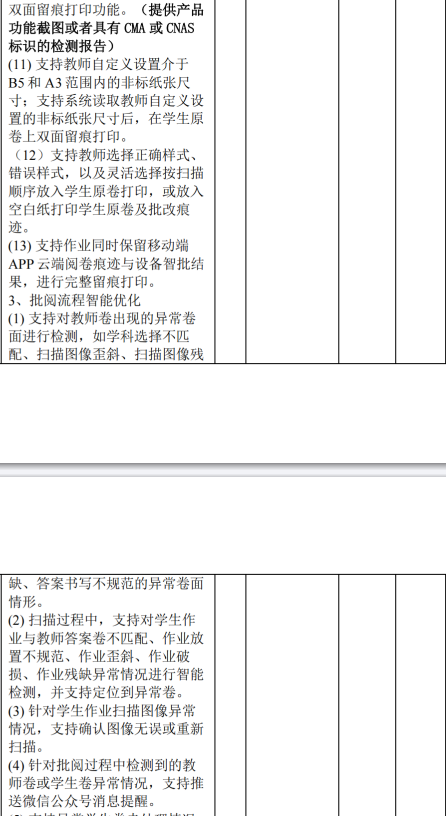 双面留痕打印功能。（提供产品
功能截图或者具有 CMA 或 CNAS
标识的检测报告）
(11) 支持教师自定义设置介于
B5 和 A3 范围内的非标纸张尺
寸；支持系统读取教师自定义设
置的非标纸张尺寸后，在学生原
卷上双面留痕打印。
（12）支持教师选择正确样式、
错误样式，以及灵活选择按扫描
顺序放入学生原卷打印，或放入
空白纸打印学生原卷及批改痕
迹。
(13) 支持作业同时保留移动端
APP 云端阅卷痕迹与设备智批结
果，进行完整留痕打印。
3、批阅流程智能优化
(1) 支持对教师卷出现的异常卷
面进行检测，如学科选择不匹
配、扫描图像歪斜、扫描图像残
缺、答案书写不规范的异常卷面
情形。
(2) 扫描过程中，支持对学生作
业与教师答案卷不匹配、作业放
置不规范、作业歪斜、作业破
损、作业残缺异常情况进行智能
检测，并支持定位到异常卷。
(3) 针对学生作业扫描图像异常
情况，支持确认图像无误或重新
扫描。
(4) 针对批阅过程中检测到的教
师卷或学生卷异常情况，支持推
送微信公众号消息提醒。